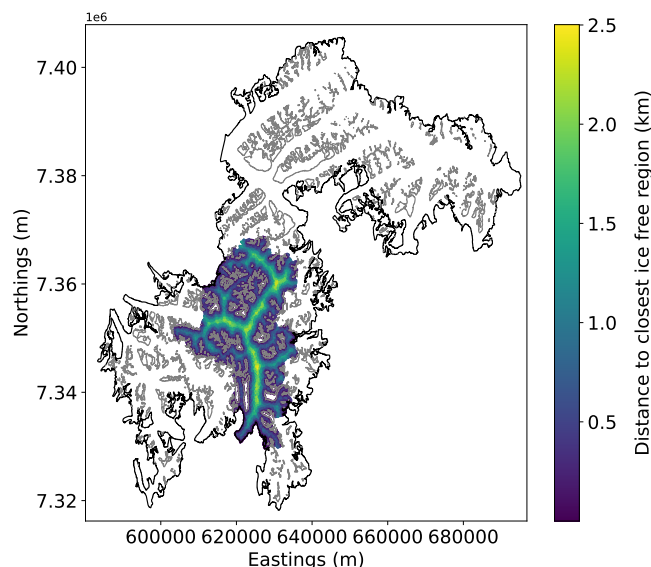 1e6
7.40
7.38
7.36
7.34
7.32
Northings (m)
600000 620000 640000 660000 680000
Eastings (m)
2.5
2.0
1.5
1.0
0.5
Distance to closest ice free region (km)